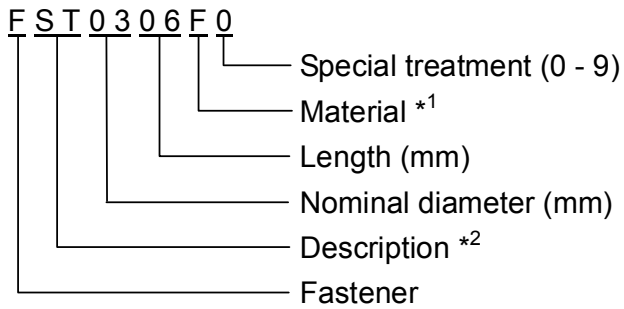 F S T 0 3 0 6 F 0
Special treatment (0 - 9)
Material *1
Length (mm)
Nominal diameter (mm)
Description *2
Fastener